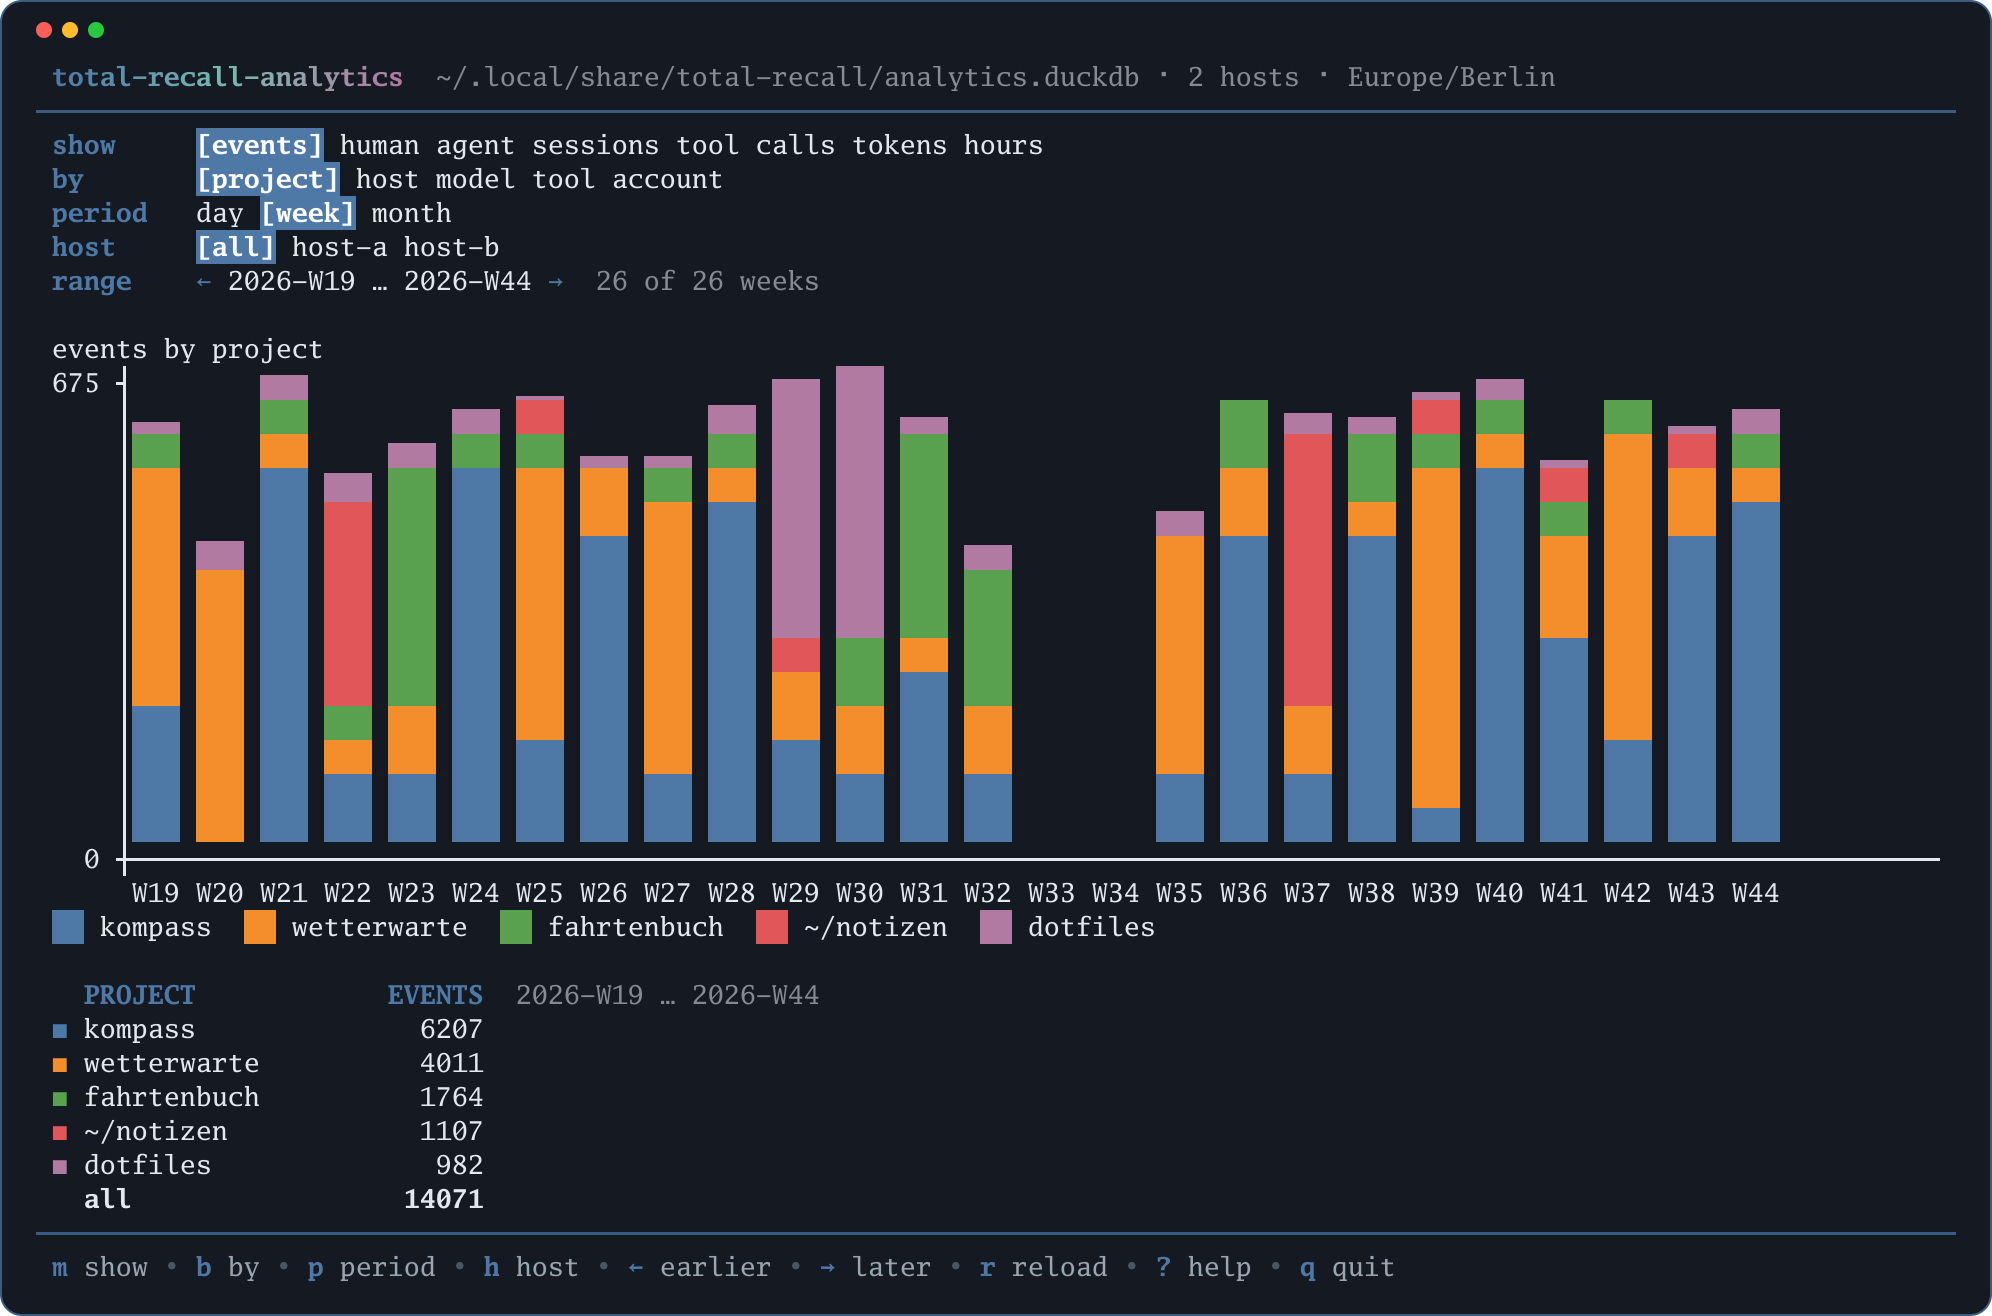 total-recall-analytics ~/.local/share/total-recall/analytics.duckdb · 2 hosts · Europe/Berlin
show [events] human agent sessions tool calls tokens hours
by [project] host model tool account
period day [week] month
host [all] host-a host-b
range ← 2026-W19 … 2026-W44 → 26 of 26 weeks
events by project
675
0
W19 W20 W21 W22 W23 W24 W25 W26 W27 W28 W29 W30 W31 W32 W33 W34 W35 W36 W37 W38 W39 W40 W41 W42 W43 W44
kompass wetterwarte fahrtenbuch ~/notizen dotfiles
PROJECT EVENTS 2026-W19 … 2026-W44
kompass 6207
wetterwarte 4011
fahrtenbuch 1764
~/notizen 1107
dotfiles 982
all 14071
m show • b by • p period • h host • ← earlier • → later • r reload • ? help • q quit